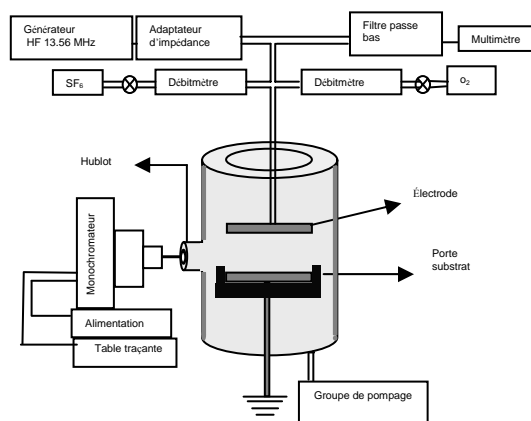 Générateur
HF 13.56 MHz
Adaptateur
d'impédance
Filtre passe
bas
Multimètre
SF₆
Débitmètre
Débitmètre
o₂
Hublot
Électrode
Monochromateur
Porte
substrat
Alimentation
Table traçante
Groupe de pompage